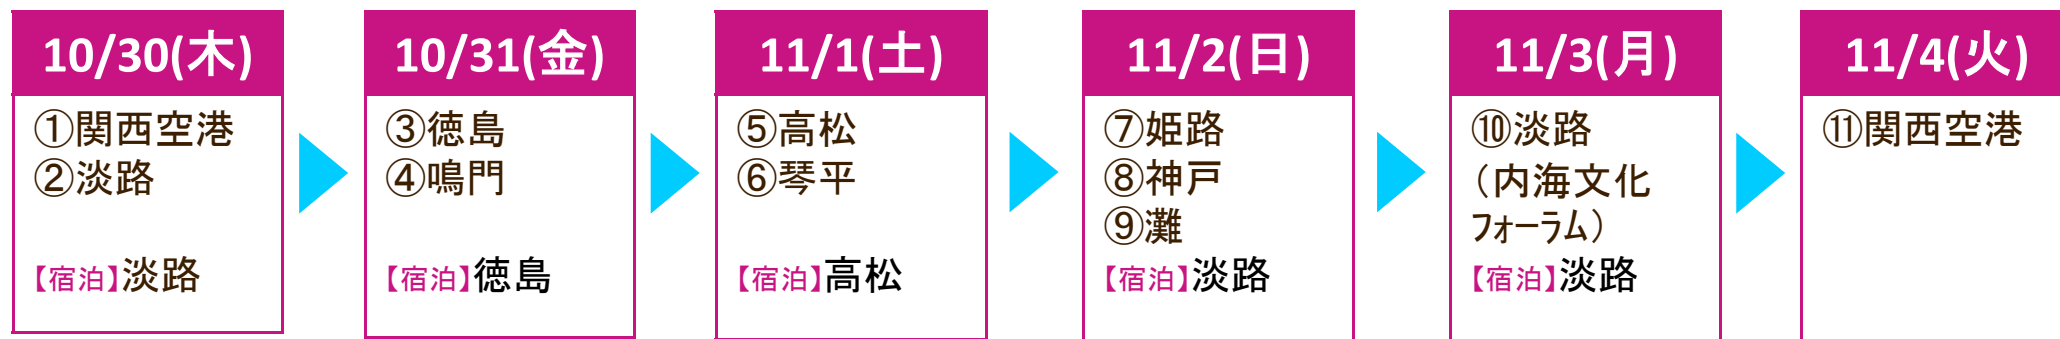 10/30(木)
①関西空港
②淡路
【宿泊】淡路
10/31(金)
③徳島
④鳴門
【宿泊】徳島
11/1(土)
⑤高松
⑥琴平
【宿泊】高松
11/2(日)
⑦姫路
⑧神戸
⑨灘
【宿泊】淡路
11/3(月)
⑩淡路
（内海文化
ﾌｫｰﾗﾑ）
【宿泊】淡路
11/4(火)
⑪関西空港